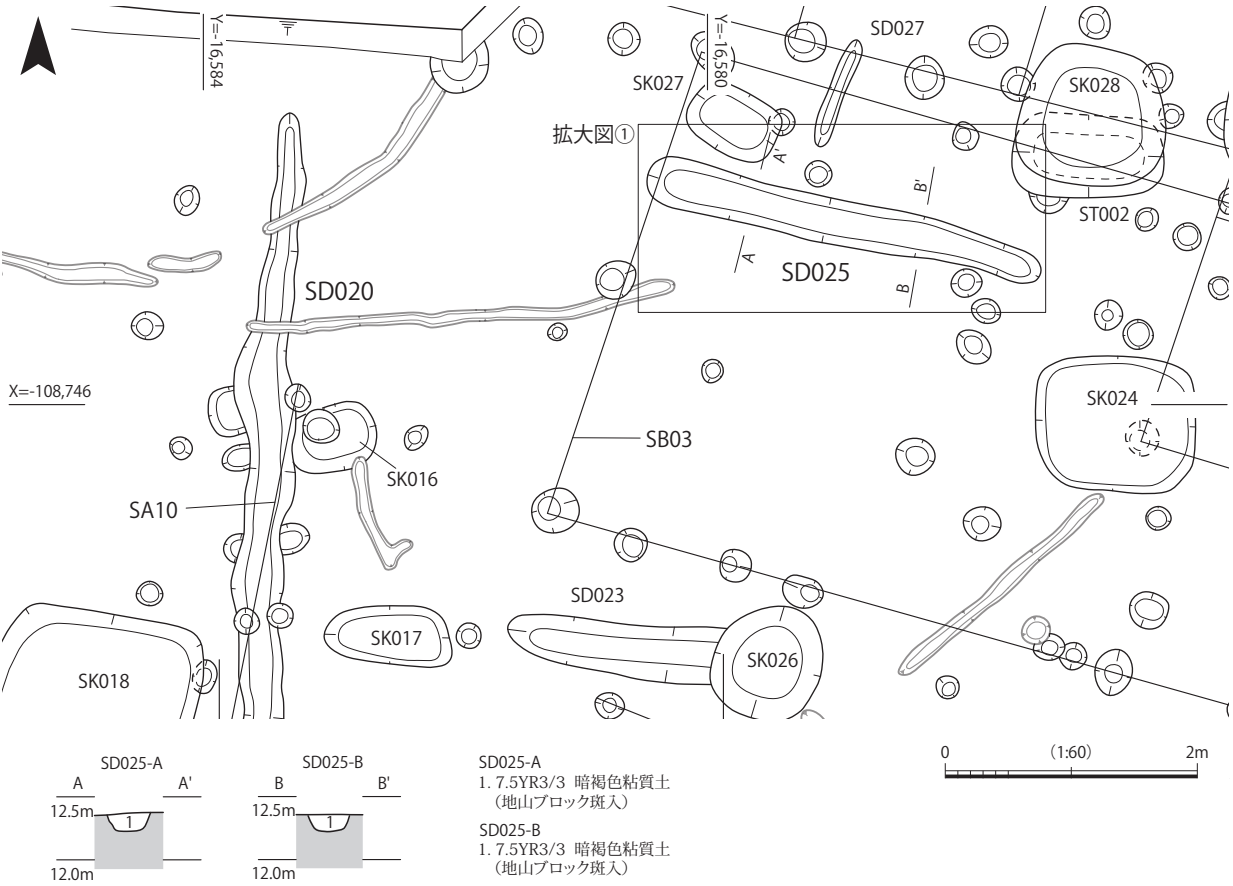 Y=-16,584
Y=-16,580
SD027
SK027
SK028
拡大図①
A'
B'
ST002
A
SD025
B
SD020
X=-108,746
SK024
SB03
SK016
SA10
SD023
SK017
SK026
SK018
SD025-A
A A'
12.5m
1
12.0m
SD025-B
B B'
12.5m
1
12.0m
SD025-A
1. 7.5YR3/3 暗褐色粘質土
（地山ブロック斑入）
SD025-B
1. 7.5YR3/3 暗褐色粘質土
（地山ブロック斑入）
0 (1:60) 2m